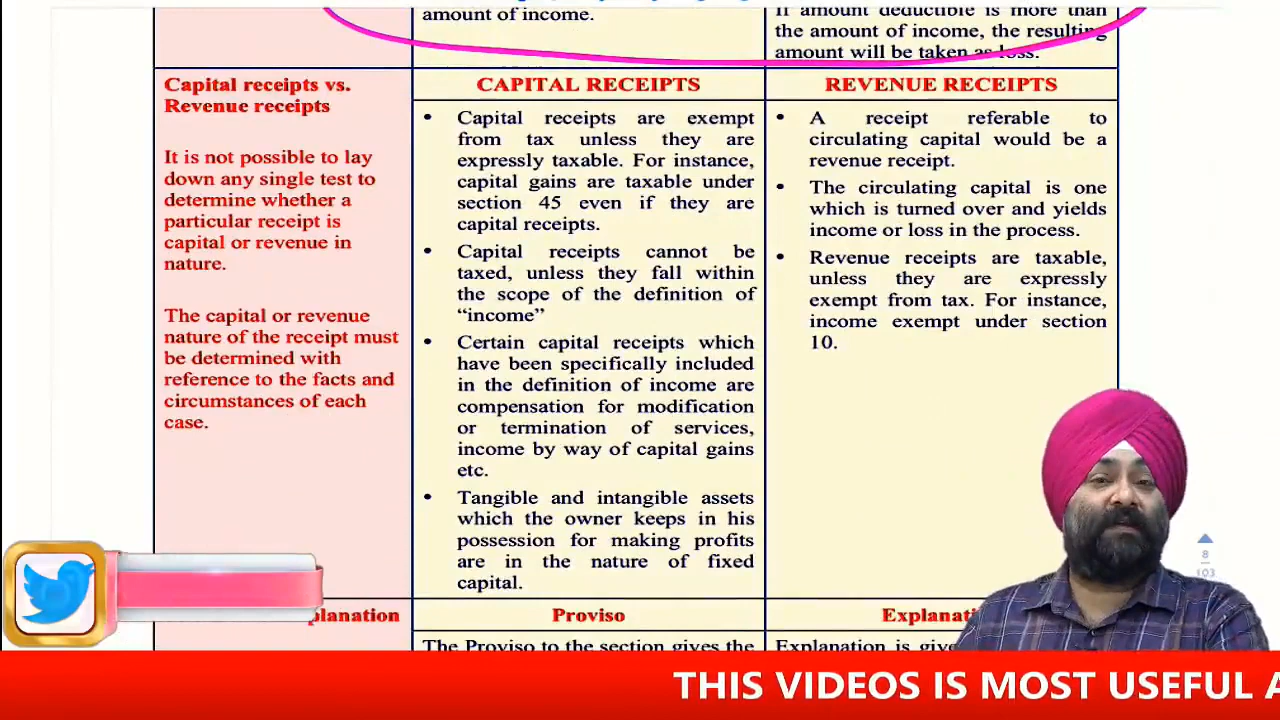 amount of income.
If amount deductible is more than
the amount of income, the resulting
amount will be taken as loss.
Capital receipts vs.
Revenue receipts
It is not possible to lay
down any single test to
determine whether a
particular receipt is
capital or revenue in
nature.
The capital or revenue
nature of the receipt must
be determined with
reference to the facts and
circumstances of each
case.
CAPITAL RECEIPTS
• Capital receipts are exempt
from tax unless they are
expressly taxable. For instance,
capital gains are taxable under
section 45 even if they are
capital receipts.
• Capital receipts cannot be
taxed, unless they fall within
the scope of the definition of
“income”
• Certain capital receipts which
have been specifically included
in the definition of income are
compensation for modification
or termination of services,
income by way of capital gains
etc.
• Tangible and intangible assets
which the owner keeps in his
possession for making profits
are in the nature of fixed
capital.
REVENUE RECEIPTS
• A receipt referable to
circulating capital would be a
revenue receipt.
• The circulating capital is one
which is turned over and yields
income or loss in the process.
• Revenue receipts are taxable,
unless they are expressly
exempt from tax. For instance,
income exempt under section
10.
planation
Proviso
Explanati
The Proviso to the section gives the
Explanation is give
8
103
THIS VIDEOS IS MOST USEFUL A